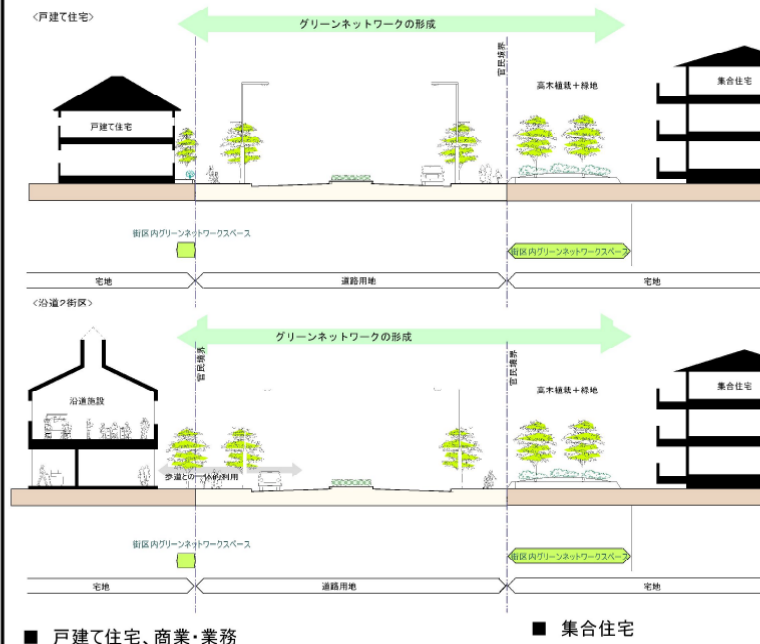 〈戸建て住宅〉
グリーンネットワークの形成
官民境界
高木植栽+緑地
集合住宅
戸建て住宅
街区内グリーンネットワークスペース
街区内グリーンネットワークスペース
宅地
道路用地
宅地
〈沿道2街区〉
グリーンネットワークの形成
官民境界
官民境界
高木植栽+緑地
集合住宅
沿道施設
歩道との一体的利用
街区内グリーンネットワークスペース
街区内グリーンネットワークスペース
宅地
道路用地
宅地
■ 戸建て住宅、商業・業務
■ 集合住宅